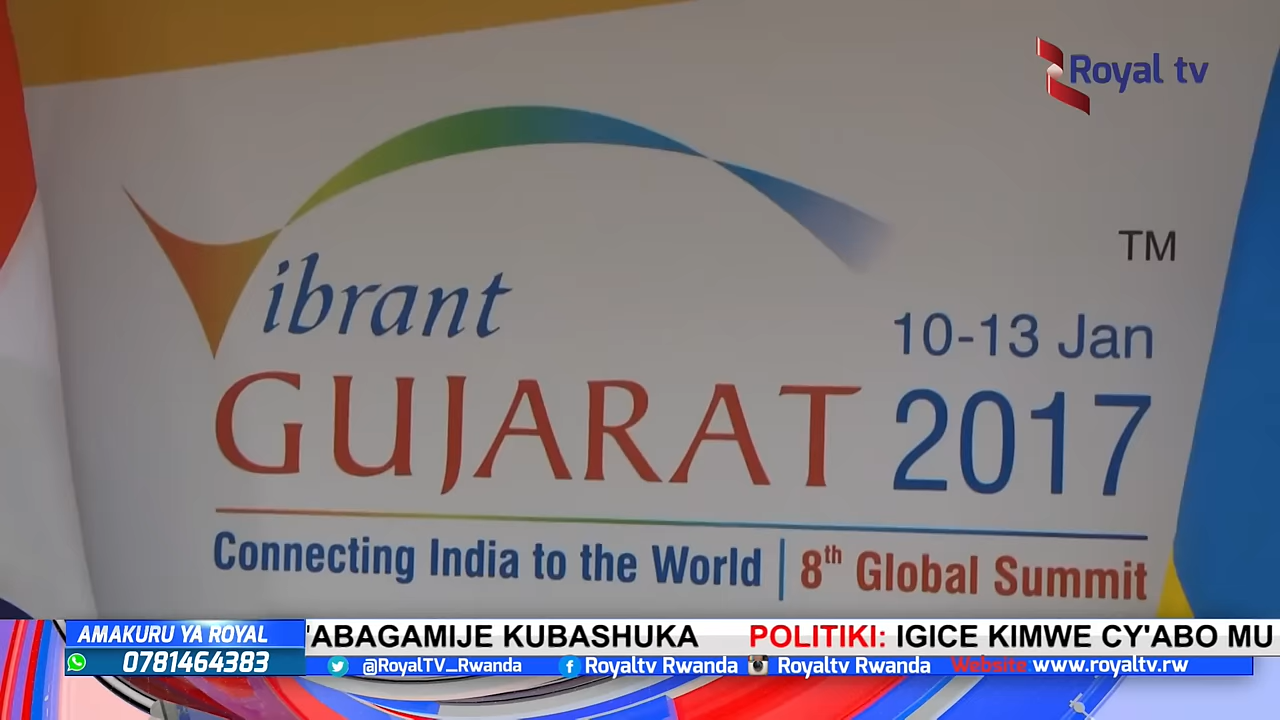 Royal tv
Vibrant
TM
10-13 Jan
GUJARAT 2017
Connecting India to the World | 8th Global Summit
AMAKURU YA ROYAL
'ABAGAMIJE KUBASHUKA POLITIKI: IGICE KIMWE CY'ABO MU
0781464383
@RoyalTV_Rwanda Royaltv Rwanda Royaltv Rwanda Website www.royaltv.rw